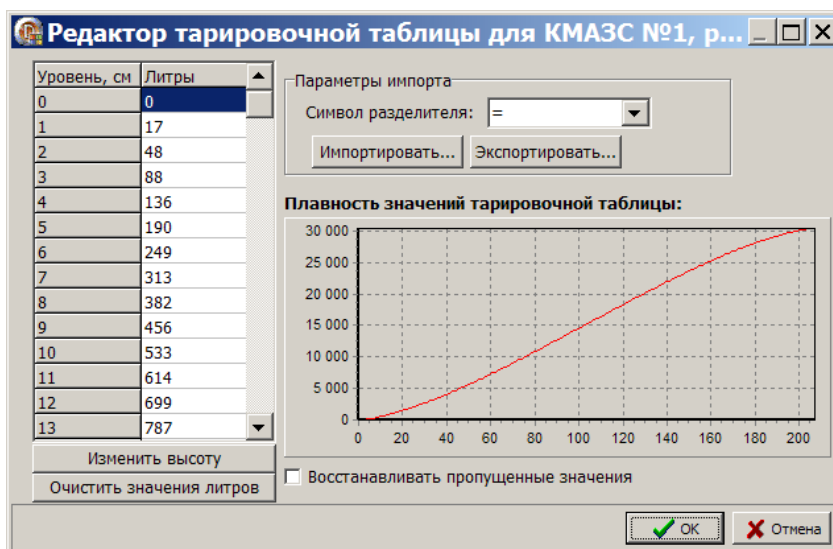 Редактор тарировочной таблицы для КМАЗС №1, р...
Уровень, см Литры
0 0
1 17
2 48
3 88
4 136
5 190
6 249
7 313
8 382
9 456
10 533
11 614
12 699
13 787
Изменить высоту
Очистить значения литров
Параметры импорта
Символ разделителя: =
Импортировать... Экспортировать...
Плавность значений тарировочной таблицы:
30 000
25 000
20 000
15 000
10 000
5 000
0
0 20 40 60 80 100 120 140 160 180 200
Восстанавливать пропущенные значения
OK Отмена